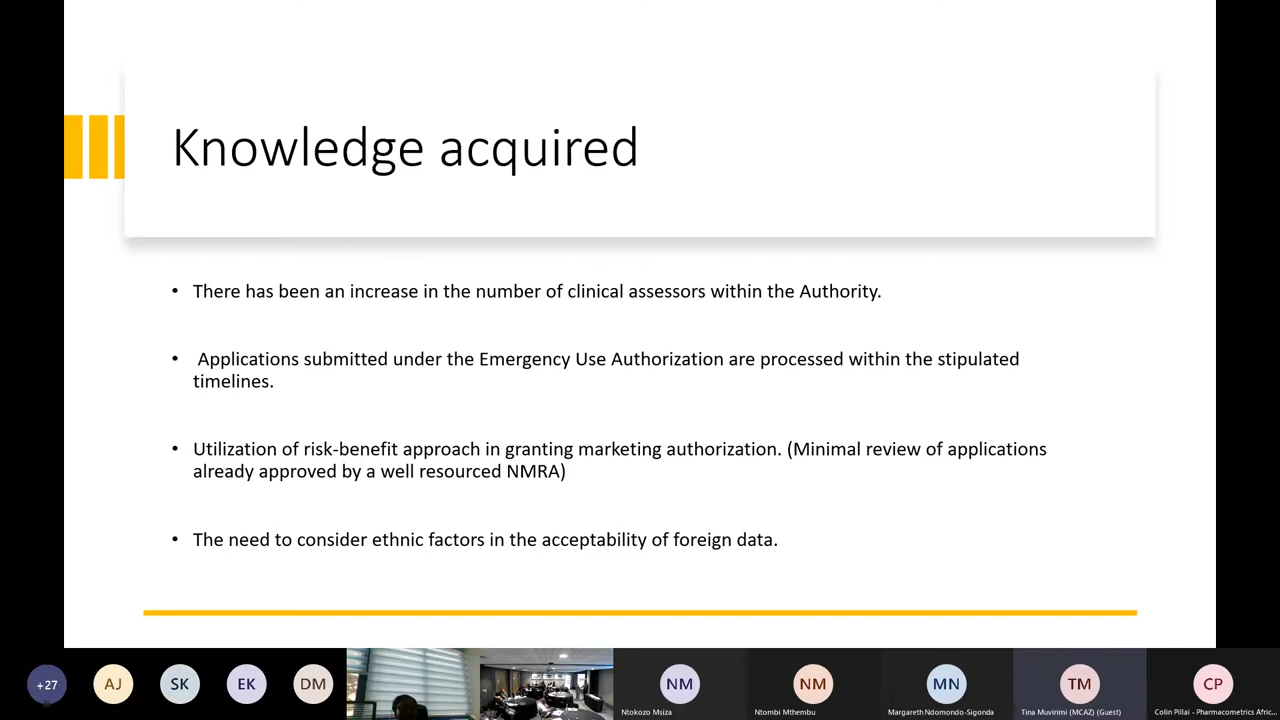 Knowledge acquired
• There has been an increase in the number of clinical assessors within the Authority.
• Applications submitted under the Emergency Use Authorization are processed within the stipulated
timelines.
• Utilization of risk-benefit approach in granting marketing authorization. (Minimal review of applications
already approved by a well resourced NMRA)
• The need to consider ethnic factors in the acceptability of foreign data.
+27 AJ SK EK DM NM NM MN TM CP
Ntokozo Msiza Ntombi Mthembu Margareth Ndomondo-Sigonda Tina Muvirimi (MCAZ) (Guest) Colin Pillai - Pharmacometrics Afric...